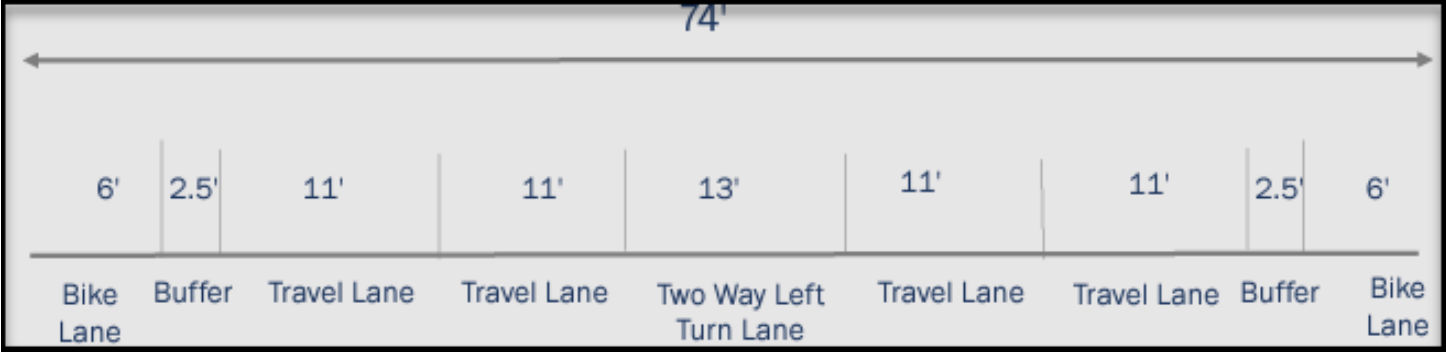 74'
6' 2.5' 11' 11' 13' 11' 11' 2.5' 6'
Bike Lane
Buffer
Travel Lane
Travel Lane
Two Way Left
Turn Lane
Travel Lane
Travel Lane
Buffer
Bike
Lane